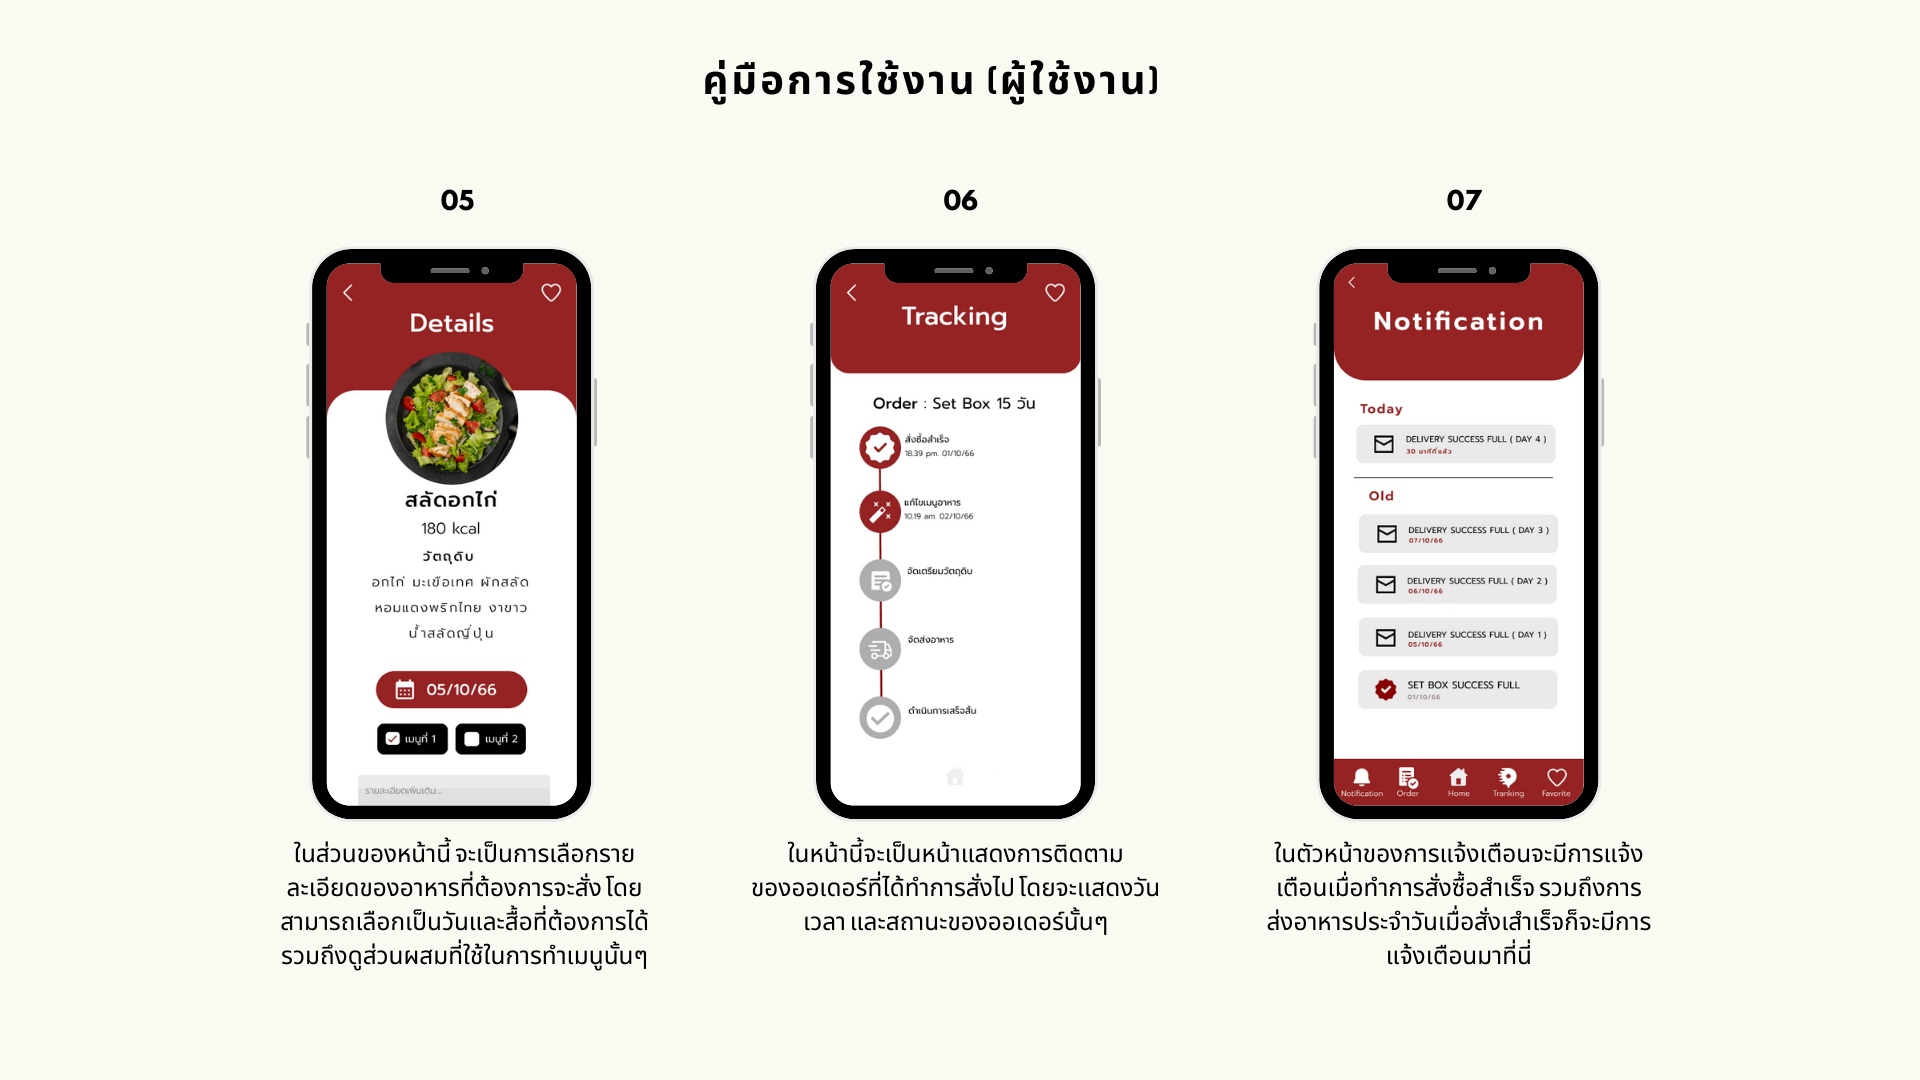 คู่มือการใช้งาน (ผู้ใช้งาน)
05
Details
สลัดอกไก่
180 kcal
วัตถุดิบ
อกไก่ มะเขือเทศ ผักสลัด
หอมแดงพริกไทย งาขาว
น้ำสลัดญี่ปุ่น
05/10/66
เมนูที่ 1
เมนูที่ 2
รายละเอียดเพิ่มเติม...
ในส่วนของหน้านี้ จะเป็นการเลือกราย
ละเอียดของอาหารที่ต้องการจะสั่ง โดย
สามารถเลือกเป็นวันและสื้อที่ต้องการได้
รวมถึงดูส่วนผสมที่ใช้ในการทำเมนูนั้นๆ
06
Tracking
Order : Set Box 15 วัน
สั่งซื้อสำเร็จ
18.39 pm. 01/10/66
แก้ไขเมนูอาหาร
10.19 am. 02/10/66
จัดเตรียมวัตถุดิบ
จัดส่งอาหาร
ดำเนินการเสร็จสิ้น
ในหน้านี้จะเป็นหน้าแสดงการติดตาม
ของออเดอร์ที่ได้ทำการสั่งไป โดยจะแสดงวัน
เวลา และสถานะของออเดอร์นั้นๆ
07
Notification
Today
DELIVERY SUCCESS FULL ( DAY 4 )
30 นาทีที่แล้ว
Old
DELIVERY SUCCESS FULL ( DAY 3 )
07/10/66
DELIVERY SUCCESS FULL ( DAY 2 )
06/10/66
DELIVERY SUCCESS FULL ( DAY 1 )
05/10/66
SET BOX SUCCESS FULL
01/10/66
Notification
Order
Home
Tranking
Favorite
ในตัวหน้าของการแจ้งเตือนจะมีการแจ้ง
เตือนเมื่อทำการสั่งซื้อสำเร็จ รวมถึงการ
ส่งอาหารประจำวันเมื่อสั่งเสำเร็จก็จะมีการ
แจ้งเตือนมาที่นี่